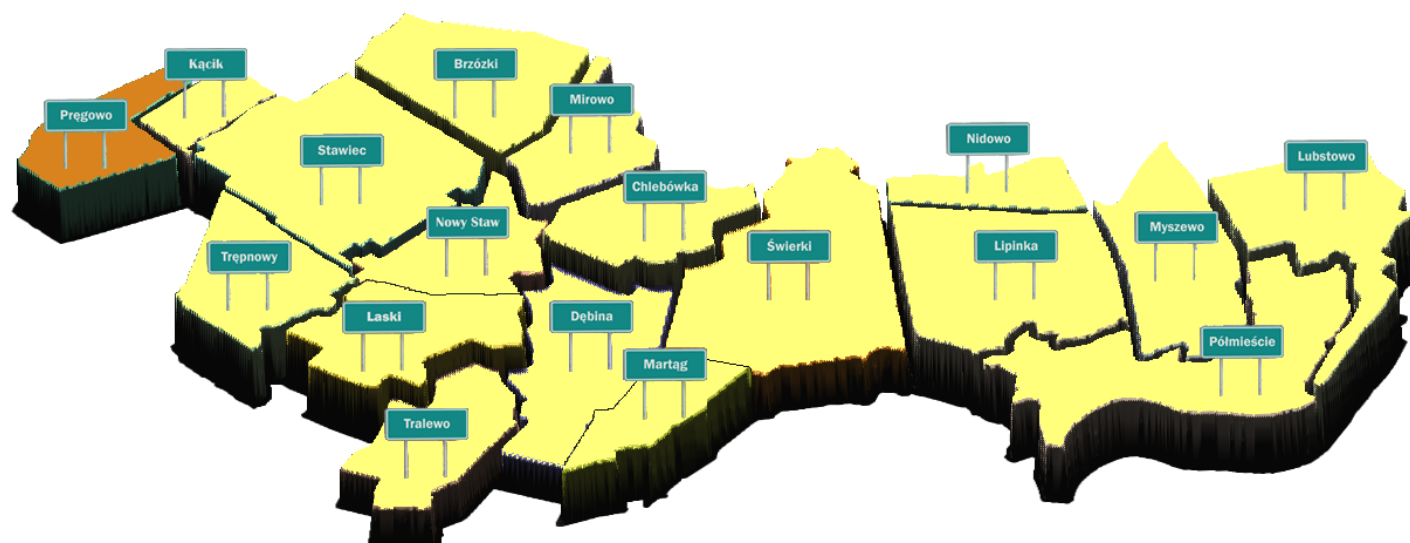 Kącik
Brzózki
Pręgowo
Mirowo
Stawiec
Nidowo
Lubstowo
Chlebówka
Nowy Staw
Myszewo
Trępnowy
Świerki
Lipinka
Laski
Dębina
Półmieście
Martąg
Tralewo